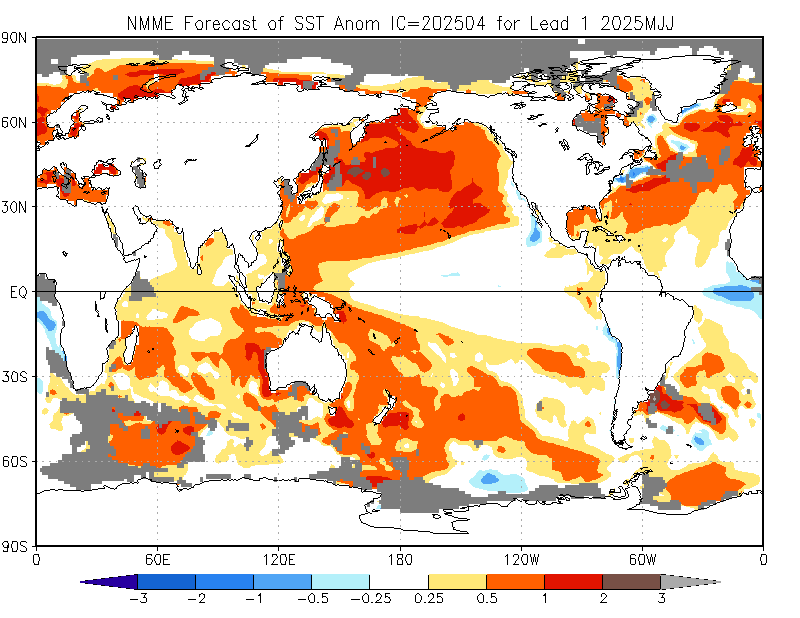 NMME Forecast of SST Anom IC=202504 for Lead 1 2025MJJ
90N
60N
30N
EQ
30S
60S
90S
0 60E 120E 180 120W 60W 0
-3 -2 -1 -0.5 -0.25 0.25 0.5 1 2 3